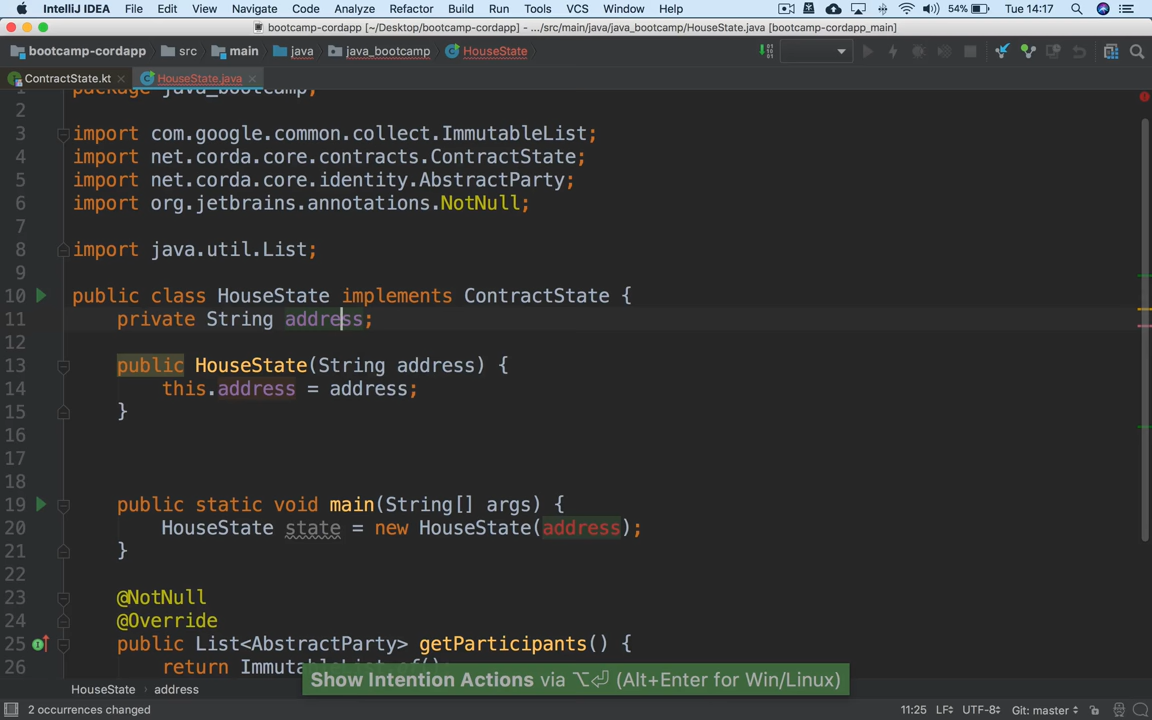 IntelliJ IDEA File Edit View Navigate Code Analyze Refactor Build Run Tools VCS Window Help 54% Tue 14:17
bootcamp-cordapp [~/Desktop/bootcamp-cordapp] - .../src/main/java/java_bootcamp/HouseState.java [bootcamp-cordapp_main]
bootcamp-cordapp src main java java_bootcamp HouseState
ContractState.kt HouseState.java
1 package java_bootcamp;
2
3 import com.google.common.collect.ImmutableList;
4 import net.corda.core.contracts.ContractState;
5 import net.corda.core.identity.AbstractParty;
6 import org.jetbrains.annotations.NotNull;
7
8 import java.util.List;
9
10 public class HouseState implements ContractState {
11 private String address;
12
13 public HouseState(String address) {
14 this.address = address;
15 }
16
17
18
19 public static void main(String[] args) {
20 HouseState state = new HouseState(address);
21 }
22
23 @NotNull
24 @Override
25 public List<AbstractParty> getParticipants() {
26 return ImmutableList.of();
Show Intention Actions via ⌥⏎ (Alt+Enter for Win/Linux)
HouseState address
2 occurrences changed 11:25 LF UTF-8 Git: master